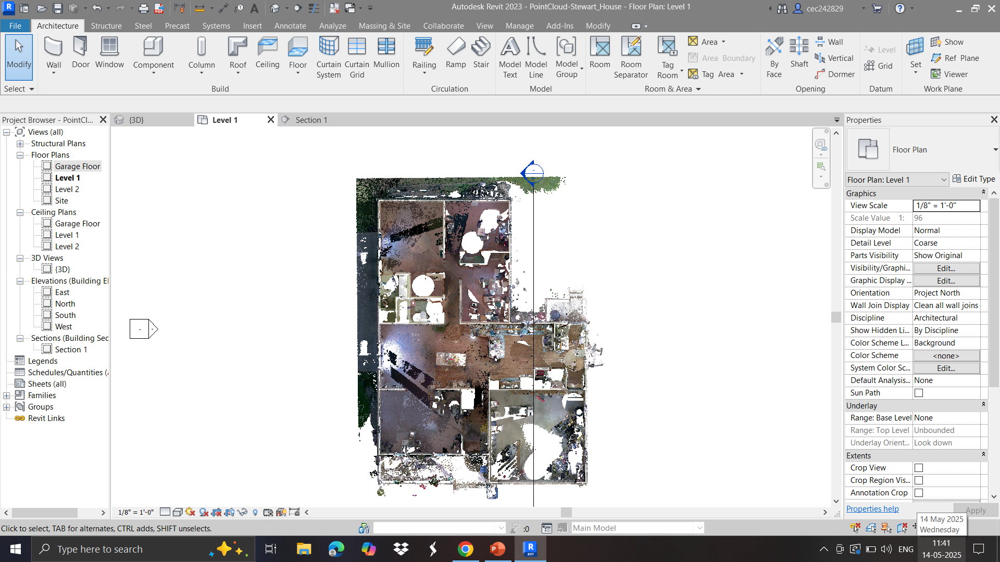 Autodesk Revit 2023 - PointCloud-Stewart_House - Floor Plan: Level 1
cec242829
File Architecture Structure Steel Precast Systems Insert Annotate Analyze Massing & Site Collaborate View Manage Add-Ins Modify
Modify
Wall
Door
Window
Component
Column
Roof
Ceiling
Floor
Curtain System
Curtain Grid
Mullion
Railing
Ramp
Stair
Model Text
Model Line
Model Group
Room
Room Separator
Tag Room
Area
Area Boundary
Tag Area
By Face
Shaft
Wall
Vertical
Dormer
Level
Grid
Set
Show
Ref Plane
Viewer
Select
Build
Circulation
Model
Room & Area
Opening
Datum
Work Plane
Project Browser - PointCl...
Views (all)
Structural Plans
Floor Plans
Garage Floor
Level 1
Level 2
Site
Ceiling Plans
Garage Floor
Level 1
Level 2
3D Views
{3D}
Elevations (Building El
East
North
South
West
Sections (Building Sec
Section 1
Legends
Schedules/Quantities (a
Sheets (all)
Families
Groups
Revit Links
{3D}
Level 1
Section 1
2D
Properties
Floor Plan
Floor Plan: Level 1
Edit Type
Graphics
View Scale 1/8" = 1'-0"
Scale Value 1: 96
Display Model Normal
Detail Level Coarse
Parts Visibility Show Original
Visibility/Graphi... Edit...
Graphic Display ... Edit...
Orientation Project North
Wall Join Display Clean all wall joins
Discipline Architectural
Show Hidden Li... By Discipline
Color Scheme L... Background
Color Scheme <none>
System Color Sc... Edit...
Default Analysis... None
Sun Path
Underlay
Range: Base Level None
Range: Top Level Unbounded
Underlay Orient... Look down
Extents
Crop View
Crop Region Vis...
Annotation Crop
Properties help
Apply
1/8" = 1'-0"
Click to select, TAB for alternates, CTRL adds, SHIFT unselects.
:0
Main Model
14 May 2025
Wednesday
Type here to search
ENG
11:41
14-05-2025